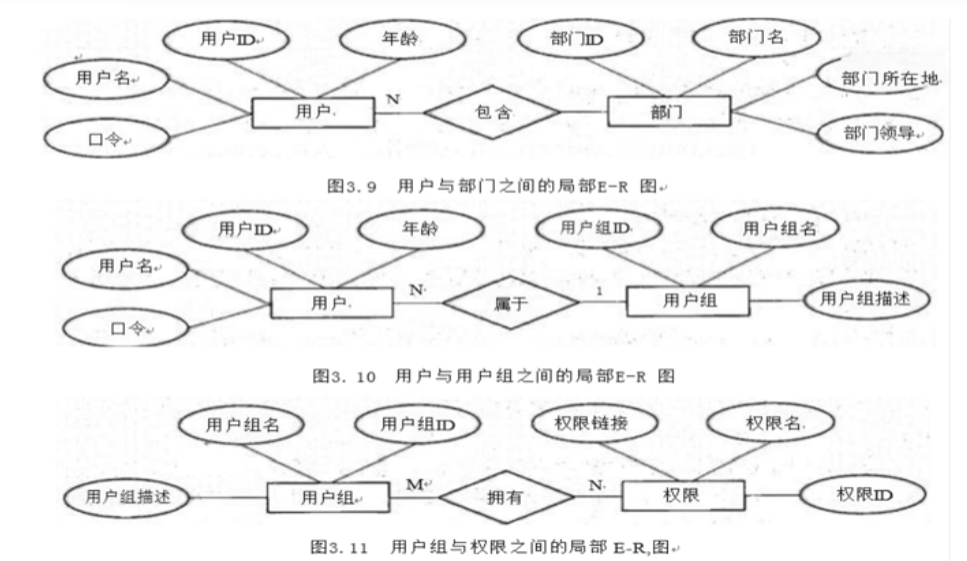 用户ID 年龄 部门ID 部门名
用户名 部门所在地
用户 N 包含 部门
口令 部门领导
图3.9 用户与部门之间的局部E-R 图
用户ID 年龄 用户组ID 用户组名
用户名
用户 N 属于 1 用户组 用户组描述
口令
图3.10 用户与用户组之间的局部E-R 图
用户组名 用户组ID 权限链接 权限名
用户组描述 用户组 M 拥有 N 权限 权限ID
图3.11 用户组与权限之间的局部 E-R,图